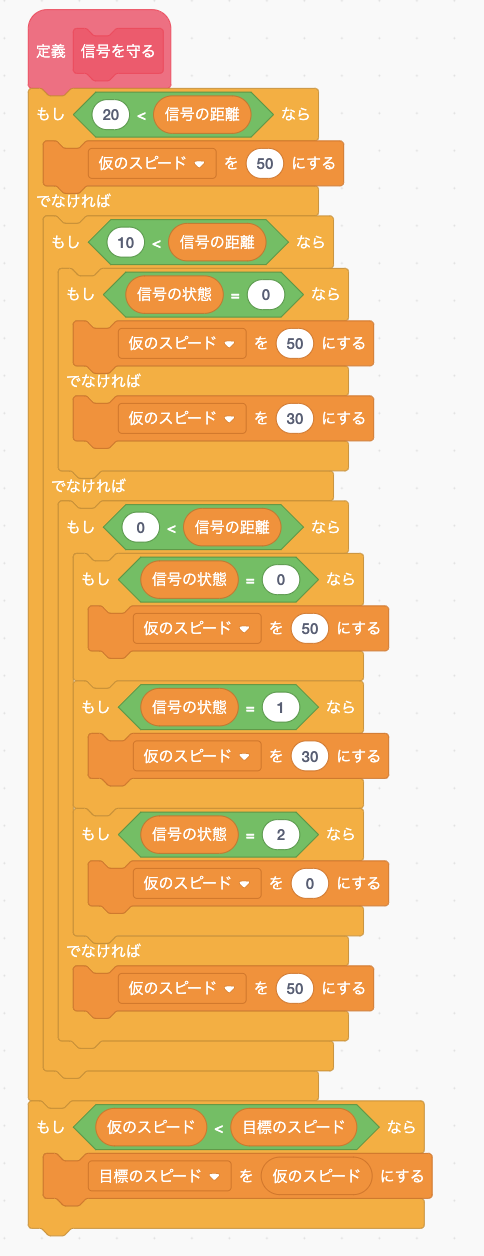 定義 信号を守る
もし 20 < 信号の距離 なら
仮のスピード を 50 にする
でなければ
もし 10 < 信号の距離 なら
もし 信号の状態 = 0 なら
仮のスピード を 50 にする
でなければ
仮のスピード を 30 にする
でなければ
もし 0 < 信号の距離 なら
もし 信号の状態 = 0 なら
仮のスピード を 50 にする
もし 信号の状態 = 1 なら
仮のスピード を 30 にする
もし 信号の状態 = 2 なら
仮のスピード を 0 にする
でなければ
仮のスピード を 50 にする
もし 仮のスピード < 目標のスピード なら
目標のスピード を 仮のスピード にする